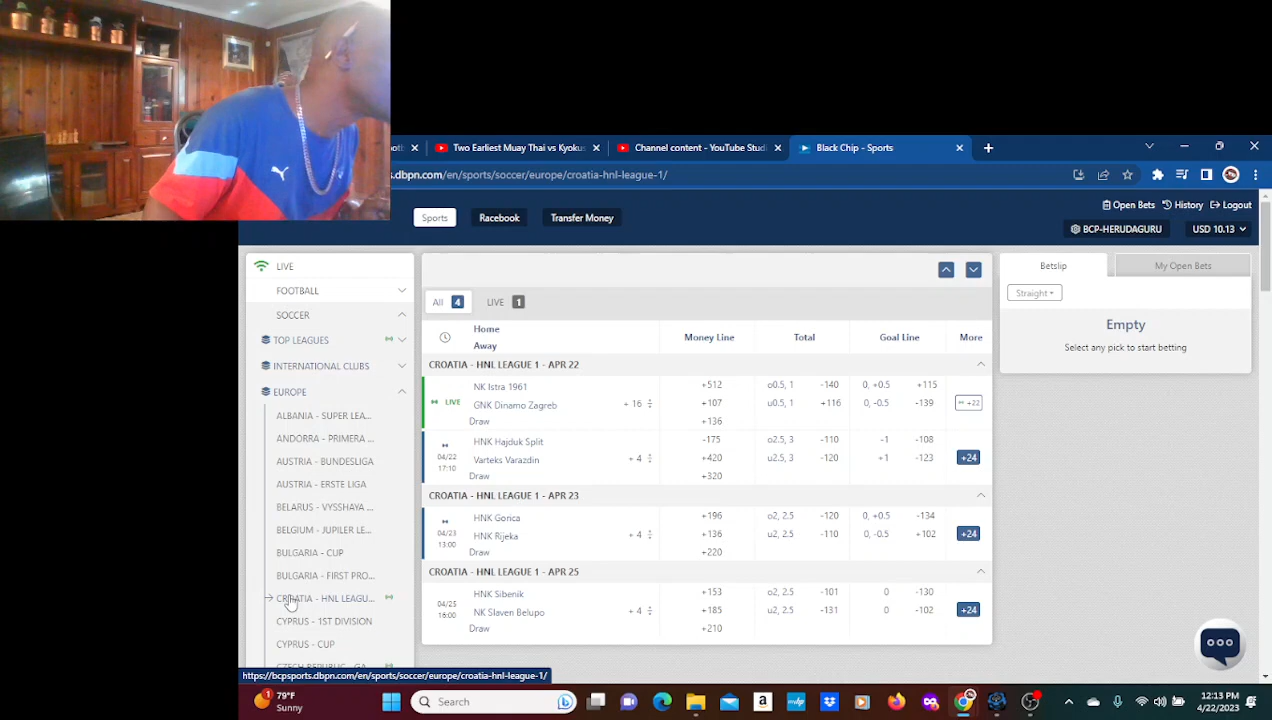 Two Earliest Muay Thai vs Kyokus
Channel content - YouTube Studi
Black Chip - Sports
s.dbpn.com/en/sports/soccer/europe/croatia-hnl-league-1/
Sports Racebook Transfer Money
Open Bets History Logout
BCP-HERUDAGURU USD 10.13
LIVE
FOOTBALL
SOCCER
TOP LEAGUES
INTERNATIONAL CLUBS
EUROPE
ALBANIA - SUPER LEA...
ANDORRA - PRIMERA ...
AUSTRIA - BUNDESLIGA
AUSTRIA - ERSTE LIGA
BELARUS - VYSSHAYA ...
BELGIUM - JUPILER LE...
BULGARIA - CUP
BULGARIA - FIRST PRO...
CROATIA - HNL LEAGU...
CYPRUS - 1ST DIVISION
CYPRUS - CUP
CZECH REPUBLIC - GA...
All 4 LIVE 1
Home
Away
Money Line Total Goal Line More
CROATIA - HNL LEAGUE 1 - APR 22
LIVE
NK Istra 1961 +512 o0.5, 1 -140 0, +0.5 +115
GNK Dinamo Zagreb + 16 +107 u0.5, 1 +116 0, -0.5 -139 +22
Draw +136
04/22
17:10
HNK Hajduk Split -175 o2.5, 3 -110 -1 -108
Varteks Varazdin + 4 +420 u2.5, 3 -120 +1 -123 +24
Draw +320
CROATIA - HNL LEAGUE 1 - APR 23
04/23
13:00
HNK Gorica +196 o2, 2.5 -120 0, +0.5 -134
HNK Rijeka + 4 +136 u2, 2.5 -110 0, -0.5 +102 +24
Draw +220
CROATIA - HNL LEAGUE 1 - APR 25
04/25
16:00
HNK Sibenik +153 o2, 2.5 -101 0 -130
NK Slaven Belupo + 4 +185 u2, 2.5 -131 0 -102 +24
Draw +210
Betslip My Open Bets
Straight
Empty
Select any pick to start betting
https://bcpsports.dbpn.com/en/sports/soccer/europe/croatia-hnl-league-1/
79°F
Sunny
Search
12:13 PM
4/22/2023